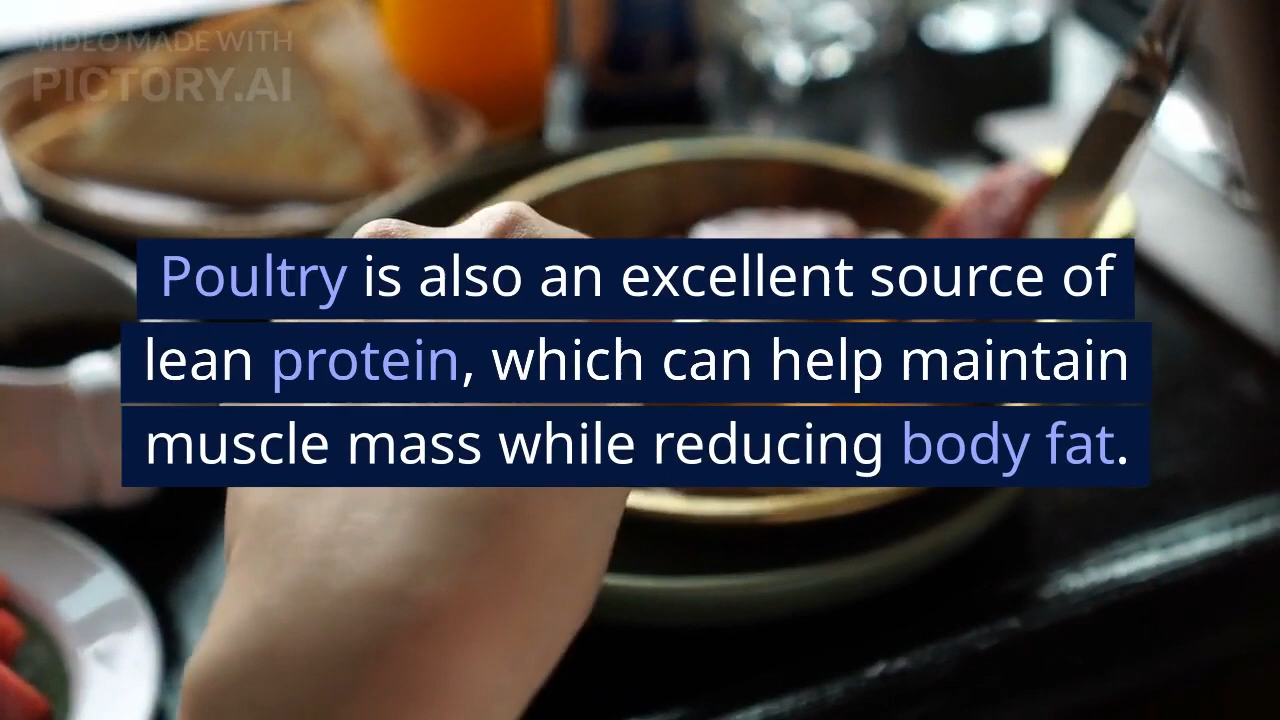 VIDEO MADE WITH
PICTORY.AI
Poultry is also an excellent source of
lean protein, which can help maintain
muscle mass while reducing body fat.